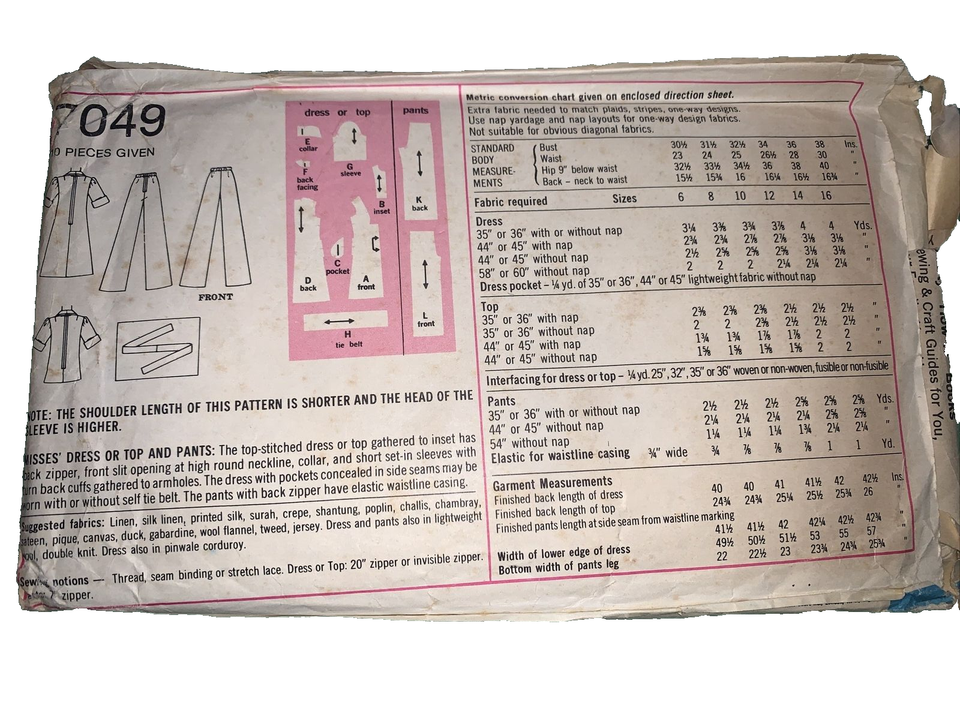 7049
10 PIECES GIVEN
FRONT
dress or top
pants
E
collar
F
back
facing
G
sleeve
B
inset
K
back
C
pocket
D
back
A
front
L
front
H
tie belt
NOTE: THE SHOULDER LENGTH OF THIS PATTERN IS SHORTER AND THE HEAD OF THE
SLEEVE IS HIGHER.
MISSES' DRESS OR TOP AND PANTS: The top-stitched dress or top gathered to inset has
back zipper, front slit opening at high round neckline, collar, and short set-in sleeves with
turn back cuffs gathered to armholes. The dress with pockets concealed in side seams may be
worn with or without self tie belt. The pants with back zipper have elastic waistline casing.
Suggested fabrics: Linen, silk linen, printed silk, surah, crepe, shantung, poplin, challis, chambray,
sateen, pique, canvas, duck, gabardine, wool flannel, tweed, jersey. Dress and pants also in lightweight
wool, double knit. Dress also in pinwale corduroy.
Sewing notions — Thread, seam binding or stretch lace. Dress or Top: 20" zipper or invisible zipper.
7" zipper.
Metric conversion chart given on enclosed direction sheet.
Extra fabric needed to match plaids, stripes, one-way designs.
Use nap yardage and nap layouts for one-way design fabrics.
Not suitable for obvious diagonal fabrics.
STANDARD Bust 30½ 31½ 32½ 34 36 38 Ins.
BODY Waist 23 24 25 26½ 28 30 "
MEASURE- Hip 9" below waist 32½ 33½ 34½ 36 38 40 "
MENTS Back – neck to waist 15½ 15¾ 16 16¼ 16½ 16¾ "
Fabric required Sizes 6 8 10 12 14 16
Dress
35" or 36" with or without nap 3¼ 3⅜ 3¾ 3⅞ 4 4 Yds.
44" or 45" with nap 2¾ 2¾ 2⅞ 2⅞ 3⅛ 3⅛ "
44" or 45" without nap 2½ 2⅝ 2⅝ 2⅝ 3⅛ 3⅛ "
58" or 60" without nap 2 2 2 2¼ 2¼ 2¼ "
Dress pocket – ¼ yd. of 35" or 36", 44" or 45" lightweight fabric without nap
Top
35" or 36" with nap 2⅜ 2⅜ 2⅜ 2½ 2½ 2½ "
35" or 36" without nap 2 2 2⅜ 2½ 2½ 2½ "
44" or 45" with nap 1¾ 1¾ 1⅞ 1⅞ 2 2 "
44" or 45" without nap 1⅝ 1⅝ 1⅝ 1⅝ 2 2 "
Interfacing for dress or top – ¼ yd. 25", 32", 35" or 36" woven or non-woven, fusible or non-fusible
Pants
35" or 36" with or without nap 2½ 2½ 2½ 2⅝ 2⅝ 2⅝ Yds.
44" or 45" without nap 2¼ 2¼ 2¼ 2¼ 2⅝ 2⅝ "
54" without nap 1¼ 1¼ 1¼ 1¾ 2¼ 2¼ "
Elastic for waistline casing ¾" wide ¾ ⅞ ⅞ ⅞ 1 1 Yd.
Garment Measurements
Finished back length of dress 40 40 41 41½ 42 42½ Ins.
Finished back length of top 24¾ 24¾ 25¼ 25½ 25¾ 26 "
Finished pants length at side seam from waistline marking
41½ 41½ 42 42¼ 42½ 42¾ "
Width of lower edge of dress 49½ 50½ 51½ 53 55 57 "
Bottom width of pants leg 22 22½ 23 23¾ 24¾ 25¾ "
ewing & Craft Guides for You,